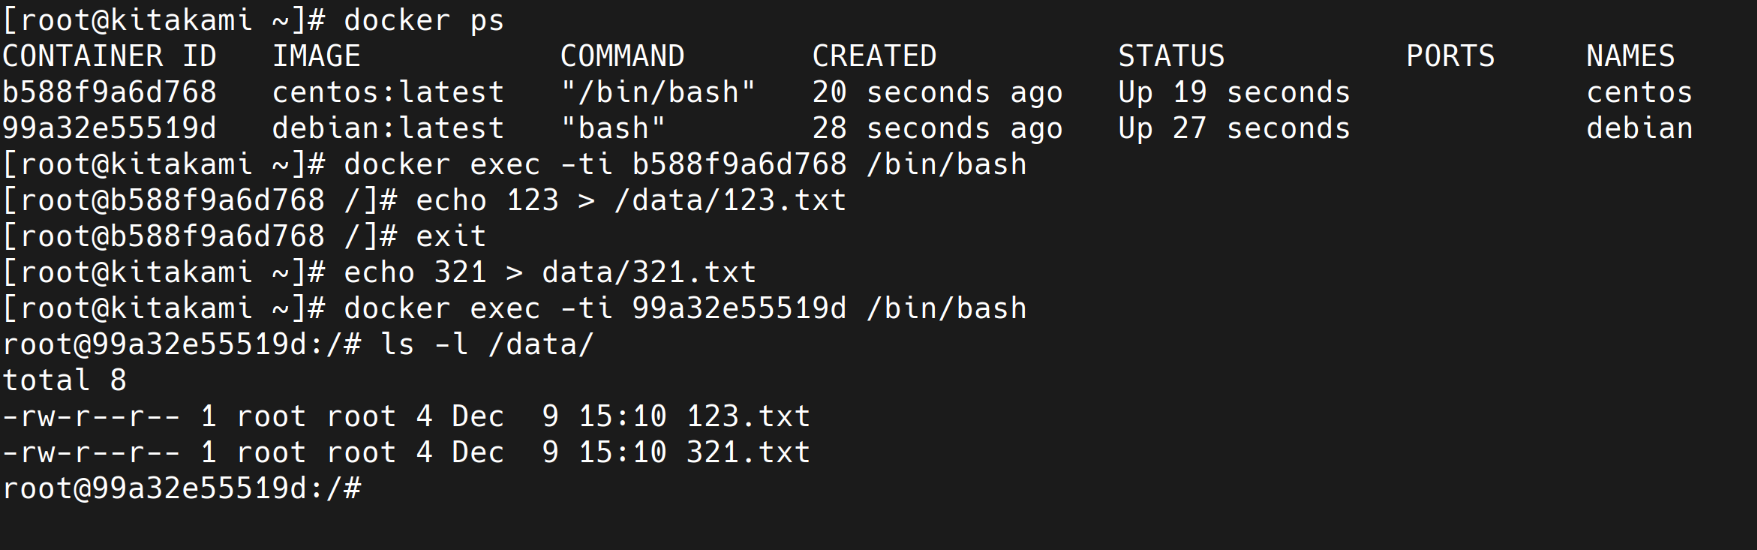 [root@kitakami ~]# docker ps
CONTAINER ID   IMAGE           COMMAND       CREATED          STATUS          PORTS     NAMES
b588f9a6d768   centos:latest   "/bin/bash"   20 seconds ago   Up 19 seconds             centos
99a32e55519d   debian:latest   "bash"        28 seconds ago   Up 27 seconds             debian
[root@kitakami ~]# docker exec -ti b588f9a6d768 /bin/bash
[root@b588f9a6d768 /]# echo 123 > /data/123.txt
[root@b588f9a6d768 /]# exit
[root@kitakami ~]# echo 321 > data/321.txt
[root@kitakami ~]# docker exec -ti 99a32e55519d /bin/bash
root@99a32e55519d:/# ls -l /data/
total 8
-rw-r--r-- 1 root root 4 Dec  9 15:10 123.txt
-rw-r--r-- 1 root root 4 Dec  9 15:10 321.txt
root@99a32e55519d:/#